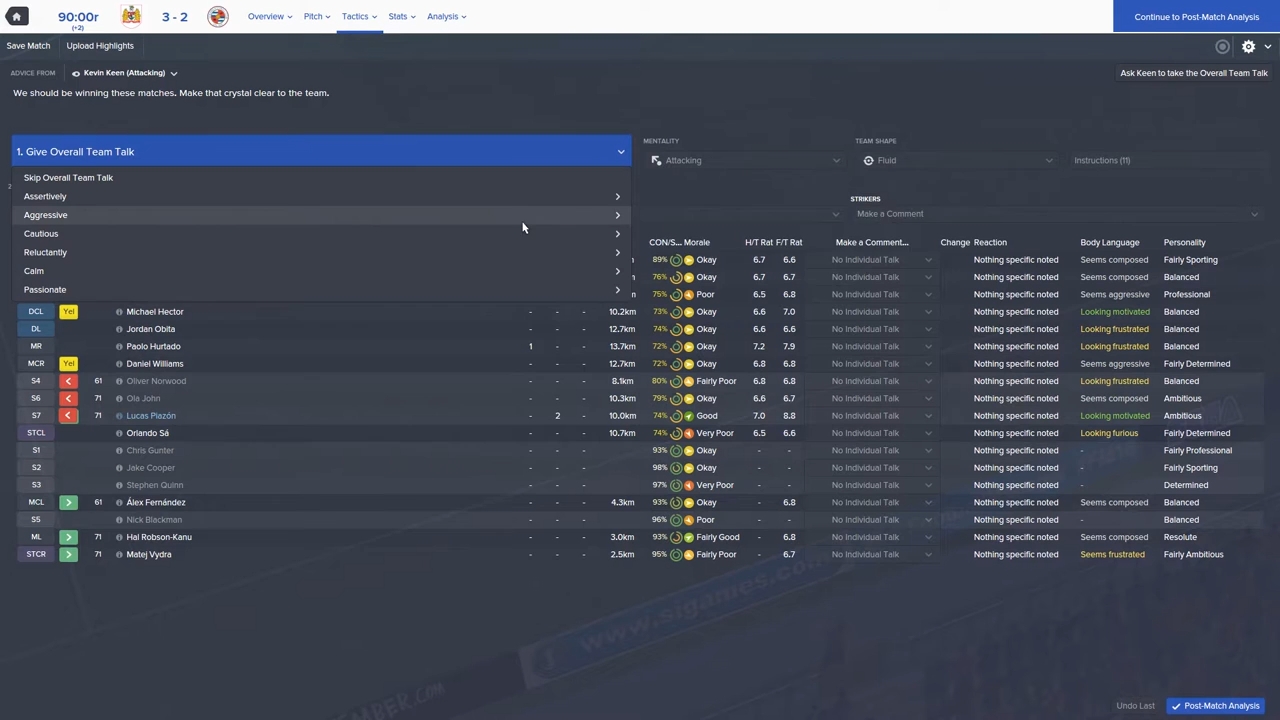 90:00r
(+2)
3 - 2
Overview
Pitch
Tactics
Stats
Analysis
Continue to Post-Match Analysis
Save Match
Upload Highlights
ADVICE FROM
Kevin Keen (Attacking)
Ask Keen to take the Overall Team Talk
We should be winning these matches. Make that crystal clear to the team.
1. Give Overall Team Talk
MENTALITY
TEAM SHAPE
Attacking
Fluid
Instructions (11)
Skip Overall Team Talk
Assertively
Aggressive
Cautious
Reluctantly
Calm
Passionate
STRIKERS
Make a Comment
CON/S... Morale H/T Rat F/T Rat Make a Comment... Change Reaction Body Language Personality
89% Okay 6.7 6.6 No Individual Talk Nothing specific noted Seems composed Fairly Sporting
76% Okay 6.7 6.7 No Individual Talk Nothing specific noted Seems composed Balanced
75% Poor 6.5 6.8 No Individual Talk Nothing specific noted Seems aggressive Professional
DCL Yel Michael Hector - - - 10.2km 73% Okay 6.6 7.0 No Individual Talk Nothing specific noted Looking motivated Balanced
DL Jordan Obita - - - 12.7km 74% Okay 6.6 6.6 No Individual Talk Nothing specific noted Looking frustrated Balanced
MR Paolo Hurtado 1 - - 13.7km 72% Okay 7.2 7.9 No Individual Talk Nothing specific noted Looking frustrated Balanced
MCR Yel Daniel Williams - - - 12.7km 72% Okay 6.8 6.8 No Individual Talk Nothing specific noted Seems aggressive Fairly Determined
S4 61 Oliver Norwood - - - 8.1km 80% Fairly Poor 6.8 6.8 No Individual Talk Nothing specific noted Looking frustrated Balanced
S6 71 Ola John - - - 10.3km 79% Okay 6.6 6.7 No Individual Talk Nothing specific noted Seems composed Ambitious
S7 71 Lucas Piazón - 2 - 10.0km 74% Good 7.0 8.8 No Individual Talk Nothing specific noted Looking motivated Ambitious
STCL Orlando Sá - - - 10.7km 74% Very Poor 6.5 6.6 No Individual Talk Nothing specific noted Looking furious Fairly Determined
S1 Chris Gunter - - - 93% Okay - - No Individual Talk Nothing specific noted - Fairly Professional
S2 Jake Cooper - - - 98% Okay - - No Individual Talk Nothing specific noted - Fairly Sporting
S3 Stephen Quinn - - - 97% Very Poor - - No Individual Talk Nothing specific noted - Determined
MCL 61 Álex Fernández - - - 4.3km 93% Okay - 6.8 No Individual Talk Nothing specific noted Seems composed Balanced
S5 Nick Blackman - - - 96% Poor - - No Individual Talk Nothing specific noted - Balanced
ML 71 Hal Robson-Kanu - - - 3.0km 93% Fairly Good - 6.8 No Individual Talk Nothing specific noted Seems composed Resolute
STCR 71 Matej Vydra - - - 2.5km 95% Fairly Poor - 6.7 No Individual Talk Nothing specific noted Seems frustrated Fairly Ambitious
www.sigames.com
Undo Last
Post-Match Analysis